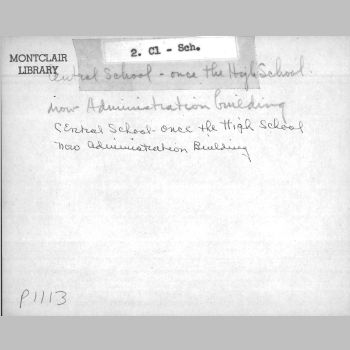 2. Cl - Sch.
MONTCLAIR
LIBRARY
Central School - once the High School.
now Administration building
Central School - once the High School
now Administration Building
P1113